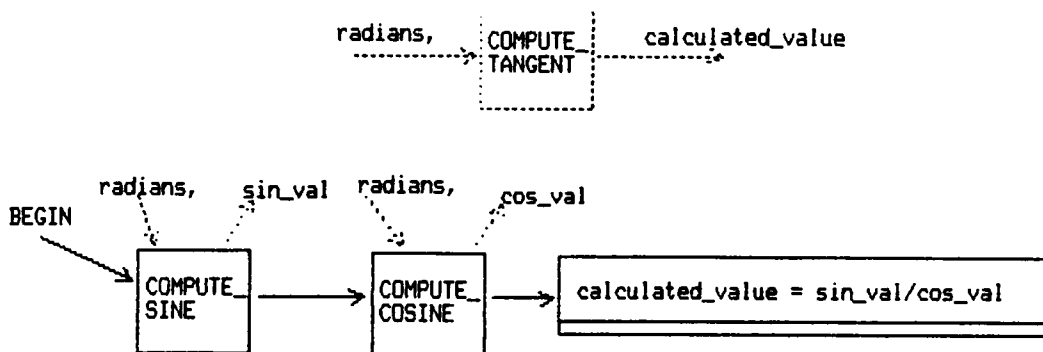 radians,
COMPUTE_
TANGENT
calculated_value
radians,
sin_val
radians,
cos_val
BEGIN
COMPUTE_
SINE
COMPUTE_
COSINE
calculated_value = sin_val/cos_val